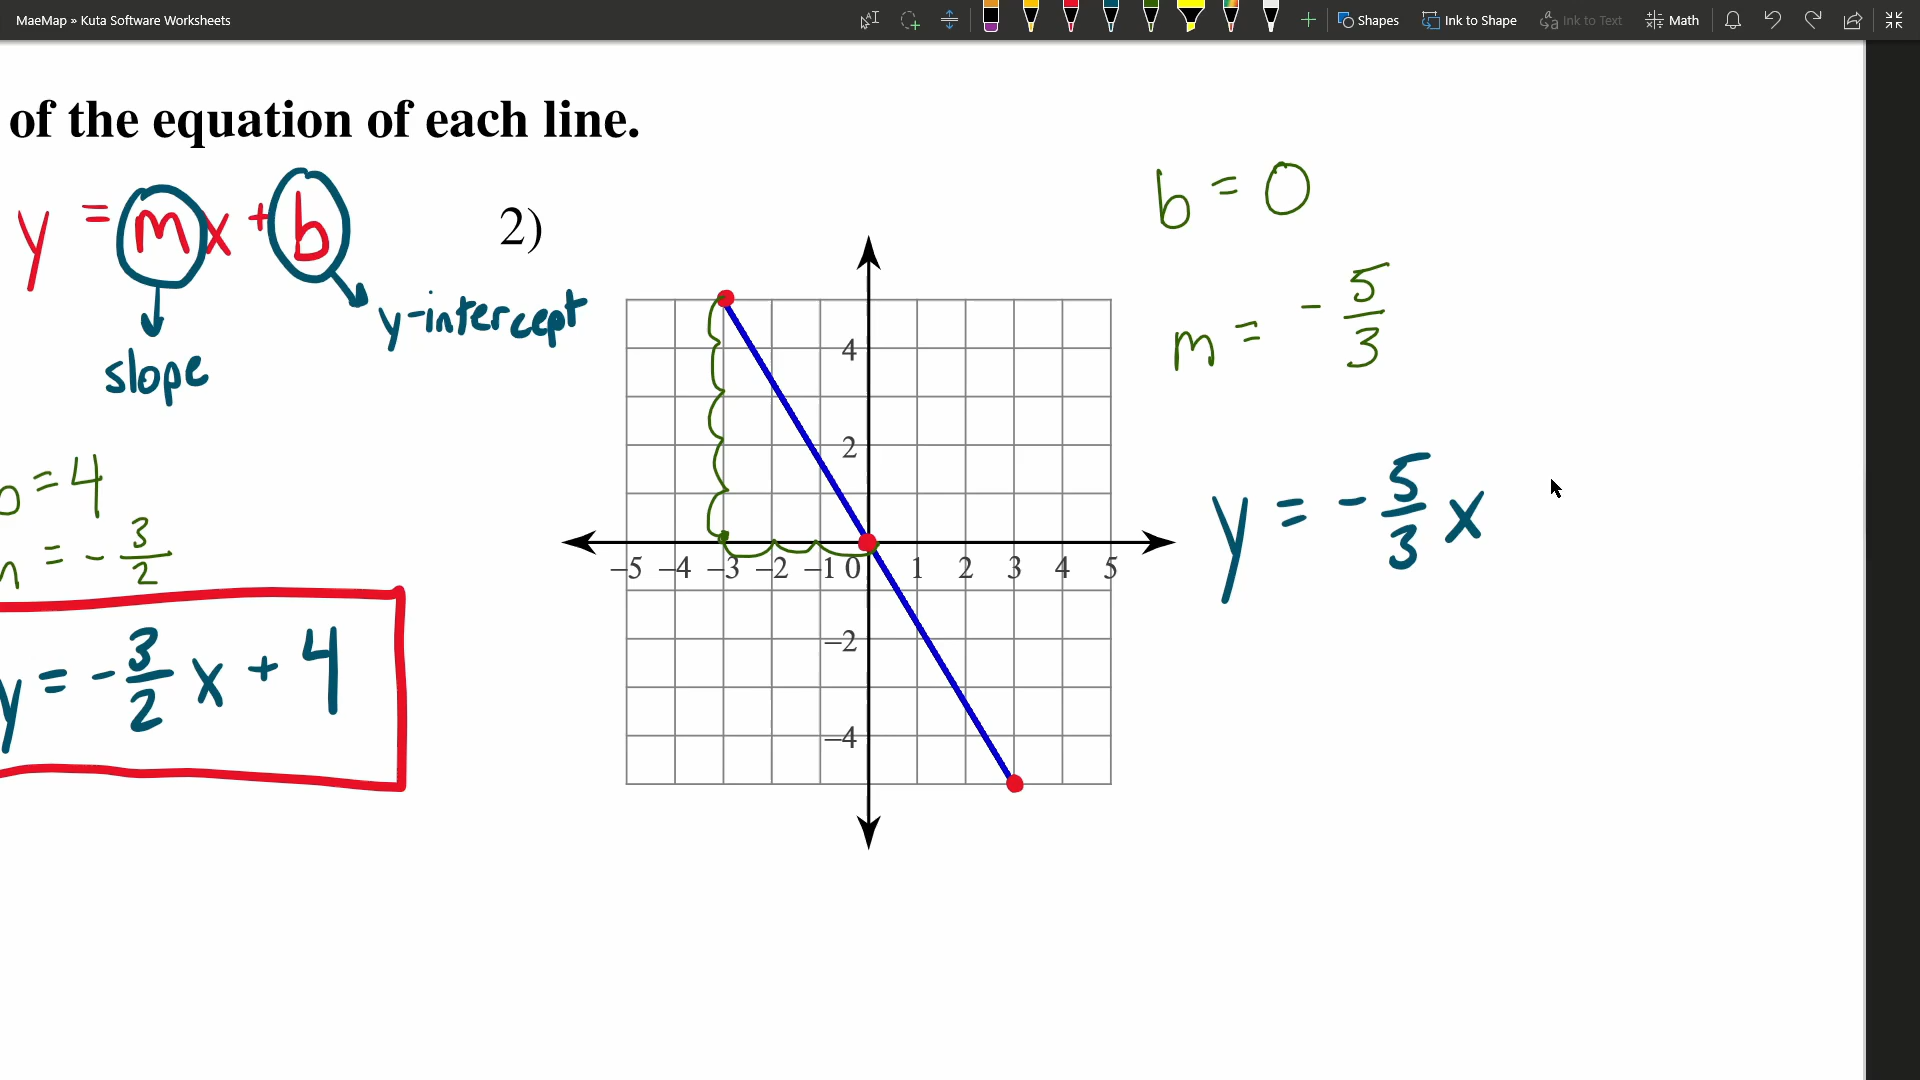 MaeMap » Kuta Software Worksheets
Shapes
Ink to Shape
Ink to Text
Math
of the equation of each line.
y = mx + b
y-intercept
slope
b = 4
m = - 3/2
y = - 3/2 x + 4
2)
4
2
-5 -4 -3 -2 -1 0 1 2 3 4 5
-2
-4
b = 0
m = - 5/3
y = - 5/3 x